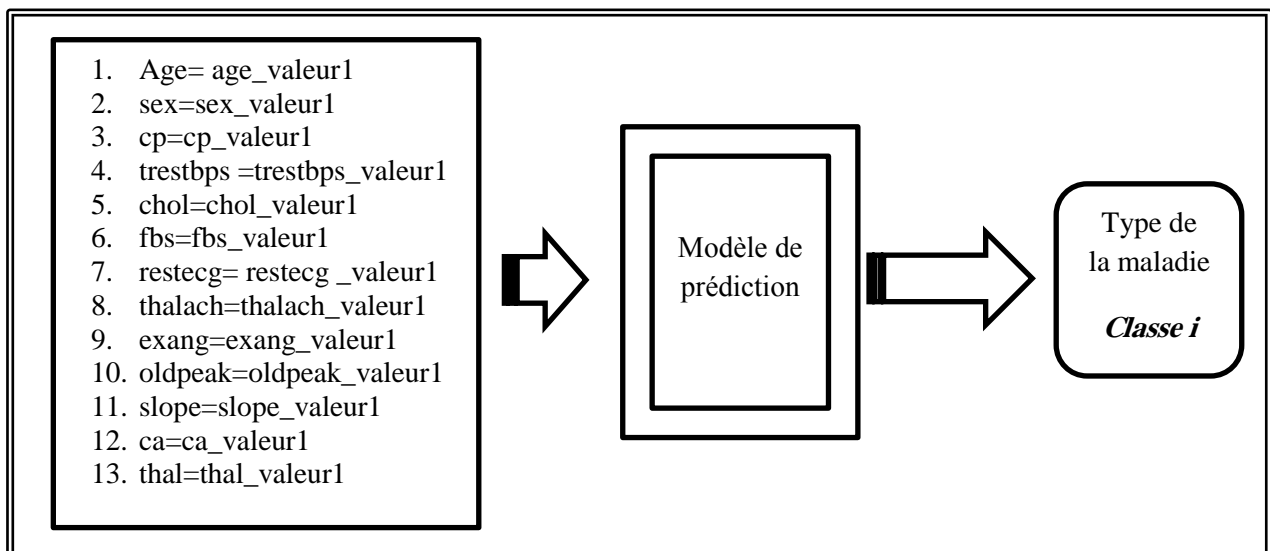 1. Age= age_valeur1
2. sex=sex_valeur1
3. cp=cp_valeur1
4. trestbps =trestbps_valeur1
5. chol=chol_valeur1
6. fbs=fbs_valeur1
7. restecg= restecg _valeur1
8. thalach=thalach_valeur1
9. exang=exang_valeur1
10. oldpeak=oldpeak_valeur1
11. slope=slope_valeur1
12. ca=ca_valeur1
13. thal=thal_valeur1
Modèle de
prédiction
Type de
la maladie
Classe i